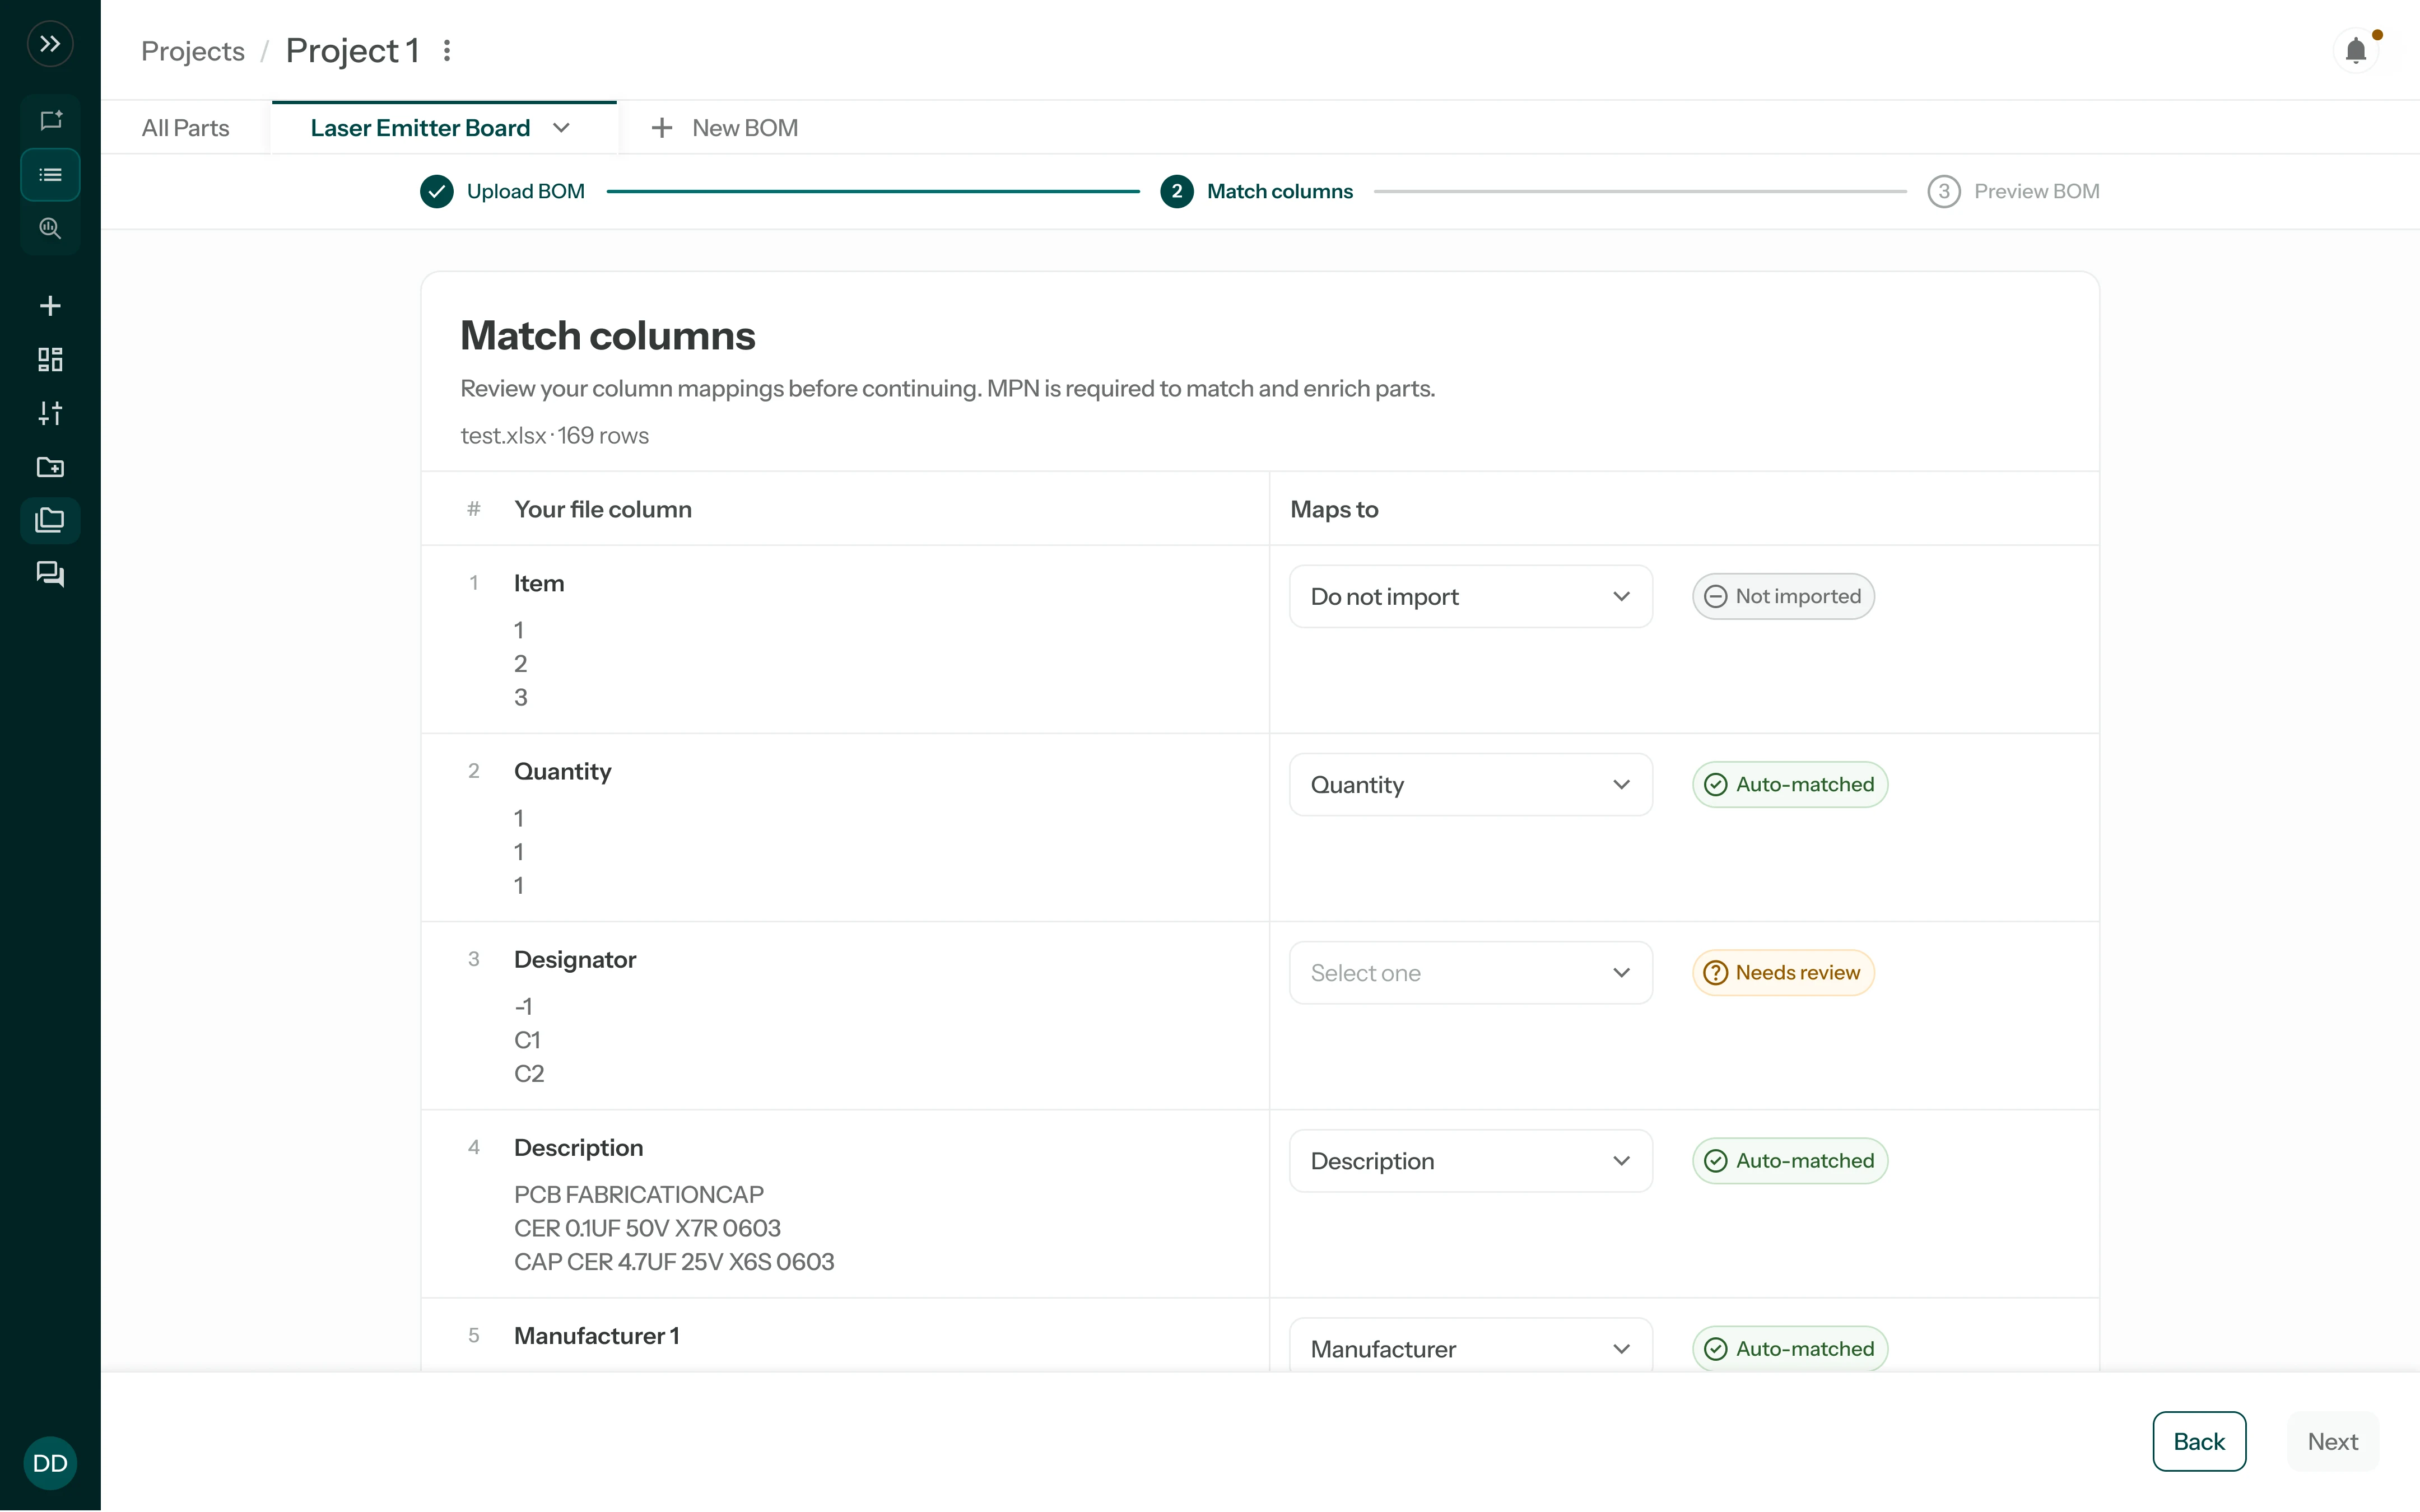 Projects / Project 1
All Parts
Laser Emitter Board
New BOM
Upload BOM
2 Match columns
3 Preview BOM
Match columns
Review your column mappings before continuing. MPN is required to match and enrich parts.
test.xlsx · 169 rows
# Your file column Maps to
1 Item
1
2
3
Do not import
Not imported
2 Quantity
1
1
1
Quantity
Auto-matched
3 Designator
-1
C1
C2
Select one
Needs review
4 Description
PCB FABRICATIONCAP
CER 0.1UF 50V X7R 0603
CAP CER 4.7UF 25V X6S 0603
Description
Auto-matched
5 Manufacturer 1
Manufacturer
Auto-matched
DD
Back
Next